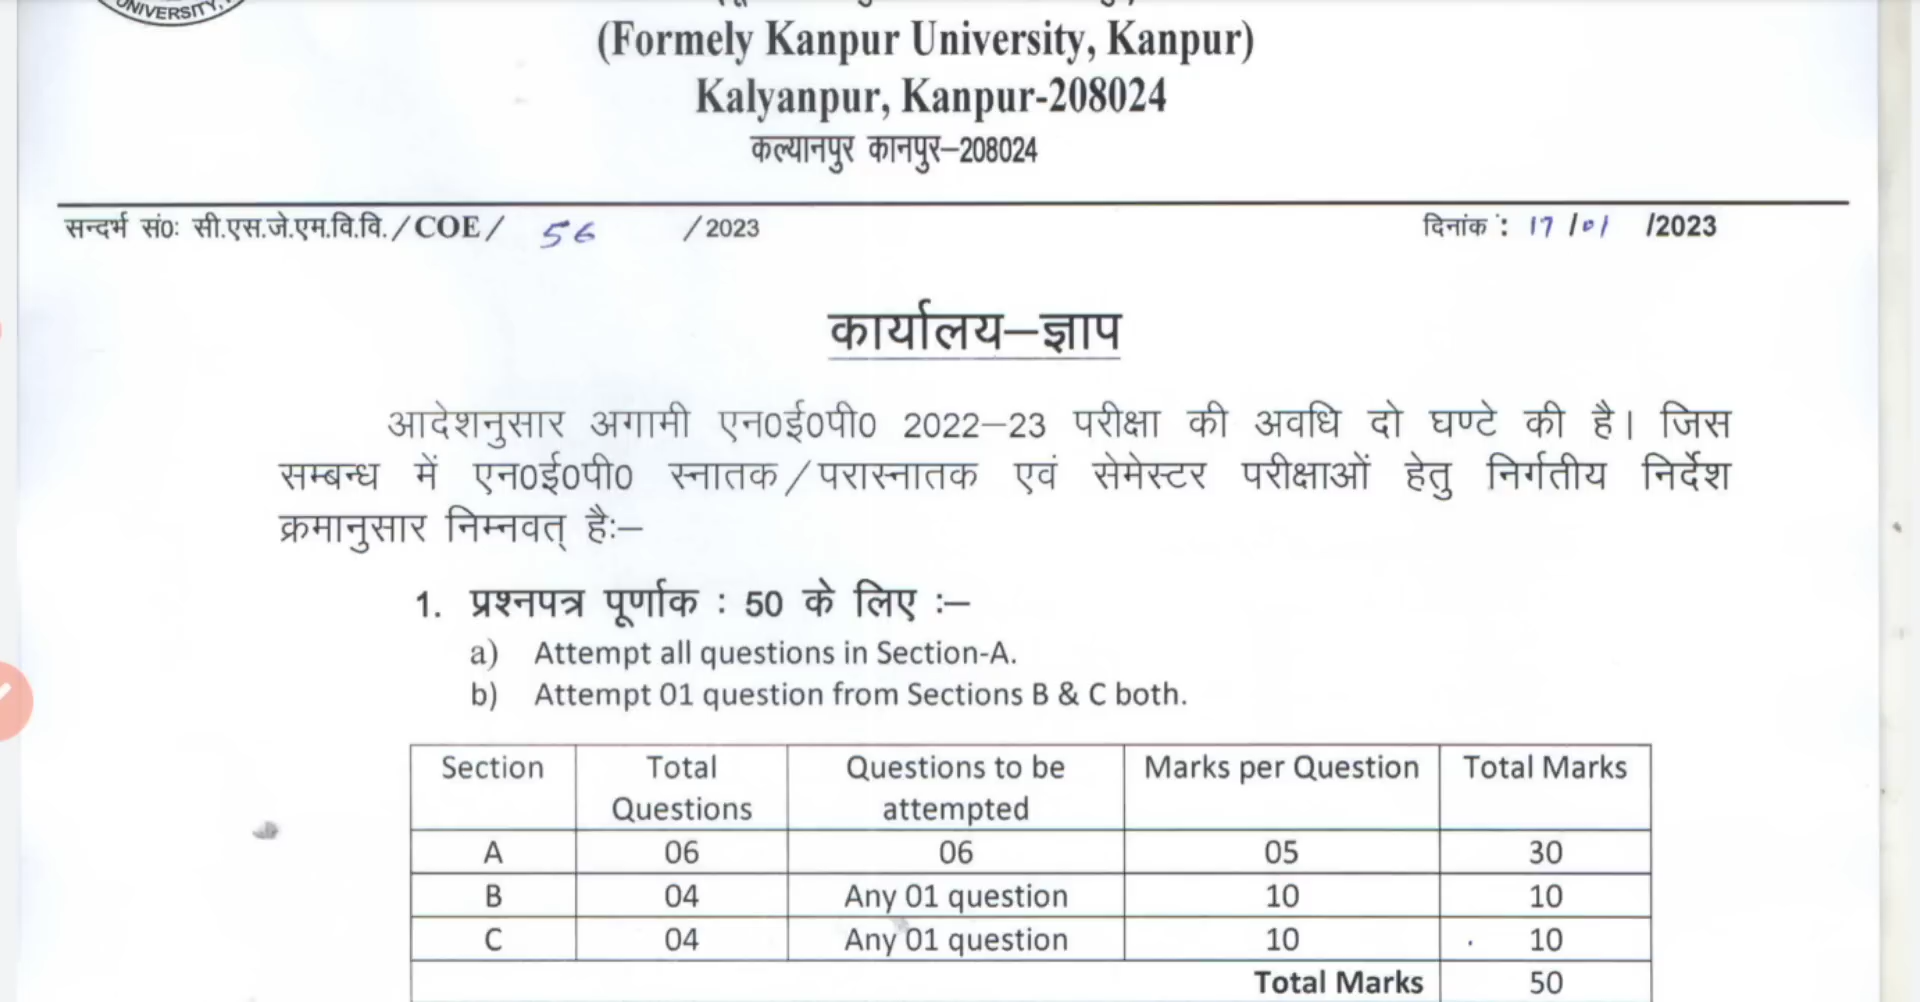 UNIVERSITY,
(Formely Kanpur University, Kanpur)
Kalyanpur, Kanpur-208024
कल्यानपुर कानपुर–208024
सन्दर्भ सं0: सी.एस.जे.एम.वि.वि./COE/ 56 /2023 दिनांक : 17 /01 /2023
कार्यालय–ज्ञाप
आदेशनुसार अगामी एन0ई0पी0 2022–23 परीक्षा की अवधि दो घण्टे की है। जिस
सम्बन्ध में एन0ई0पी0 स्नातक/परास्नातक एवं सेमेस्टर परीक्षाओं हेतु निर्गतीय निर्देश
क्रमानुसार निम्नवत् है:–
1. प्रश्नपत्र पूर्णाक : 50 के लिए :–
a) Attempt all questions in Section-A.
b) Attempt 01 question from Sections B & C both.
Section Total Questions to be Marks per Question Total Marks
Questions attempted
A 06 06 05 30
B 04 Any 01 question 10 10
C 04 Any 01 question 10 10
Total Marks 50